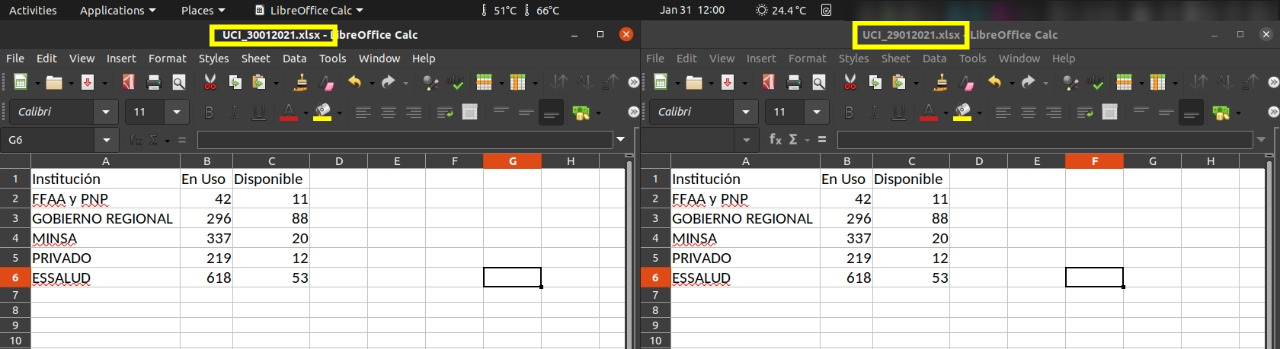 Activities Applications Places LibreOffice Calc 51°C 66°C Jan 31 12:00 24.4 °C
UCI_30012021.xlsx - LibreOffice Calc
File Edit View Insert Format Styles Sheet Data Tools Window Help
Calibri 11
G6
A B C D E F G H
1 Institución En Uso Disponible
2 FFAA y PNP 42 11
3 GOBIERNO REGIONAL 296 88
4 MINSA 337 20
5 PRIVADO 219 12
6 ESSALUD 618 53
7
8
9
10
UCI_29012021.xlsx - LibreOffice Calc
File Edit View Insert Format Styles Sheet Data Tools Window Help
Calibri 11
A B C D E F G H
1 Institución En Uso Disponible
2 FFAA y PNP 42 11
3 GOBIERNO REGIONAL 296 88
4 MINSA 337 20
5 PRIVADO 219 12
6 ESSALUD 618 53
7
8
9
10